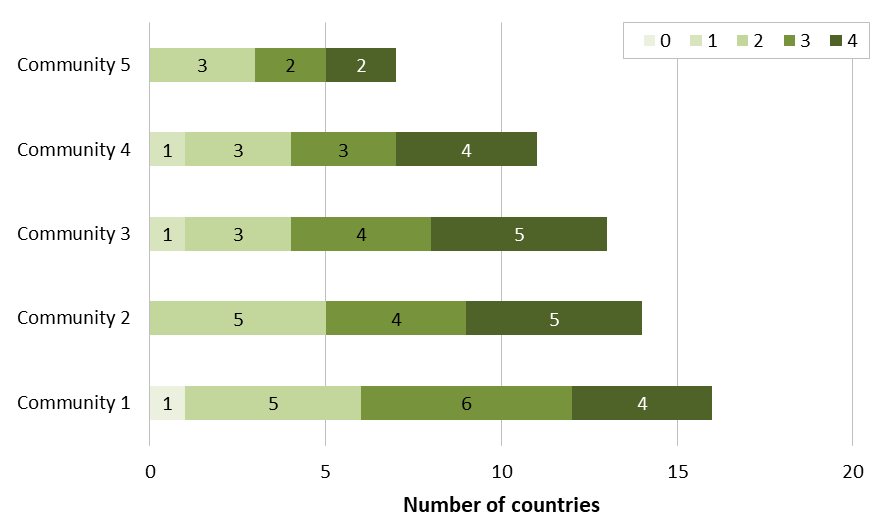 0 1 2 3 4
Community 5 3 2 2
Community 4 1 3 3 4
Community 3 1 3 4 5
Community 2 5 4 5
Community 1 1 5 6 4
0 5 10 15 20
Number of countries